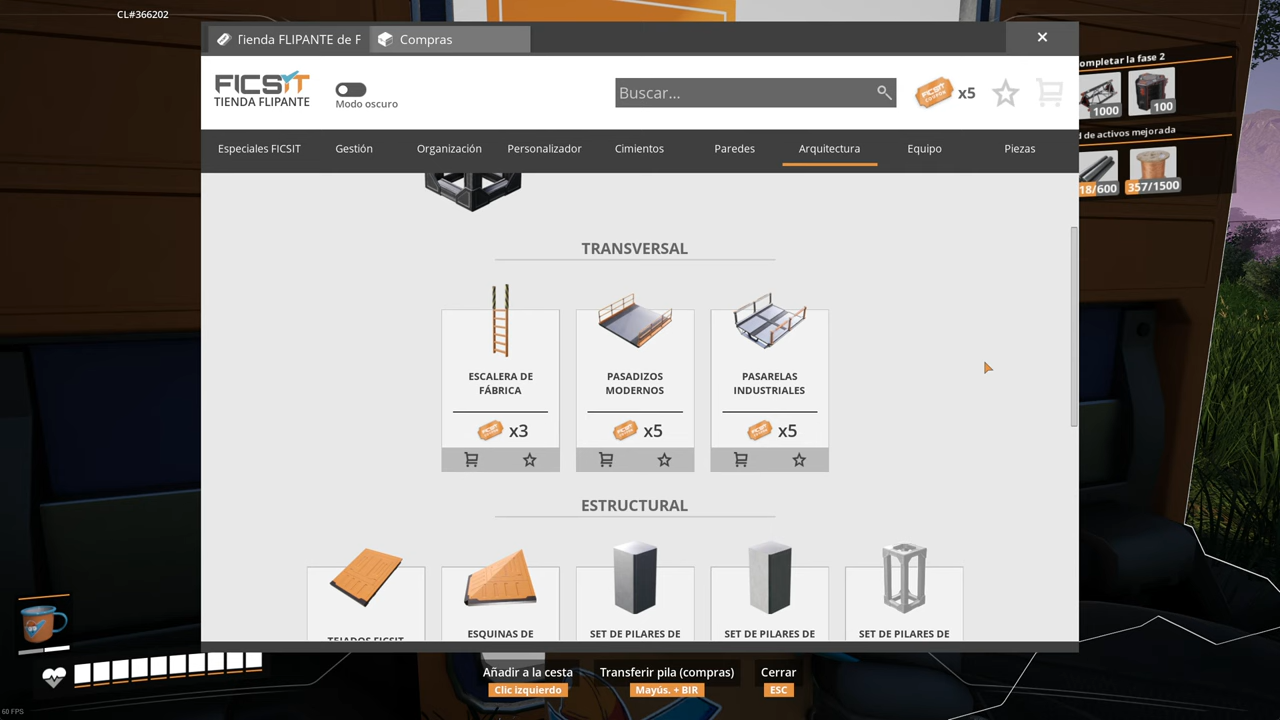 CL#366202
Tienda FLIPANTE de F
Compras
FICSIT
TIENDA FLIPANTE
Modo oscuro
Buscar...
x5
Especiales FICSIT
Gestión
Organización
Personalizador
Cimientos
Paredes
Arquitectura
Equipo
Piezas
ompletar la fase 2
1000
100
d de activos mejorada
18/600
357/1500
TRANSVERSAL
ESCALERA DE
FÁBRICA
x3
PASADIZOS
MODERNOS
x5
PASARELAS
INDUSTRIALES
x5
ESTRUCTURAL
TEJADOS FICSIT
ESQUINAS DE
SET DE PILARES DE
SET DE PILARES DE
SET DE PILARES DE
Añadir a la cesta
Clic izquierdo
Transferir pila (compras)
Mayús. + BIR
Cerrar
ESC
60 FPS